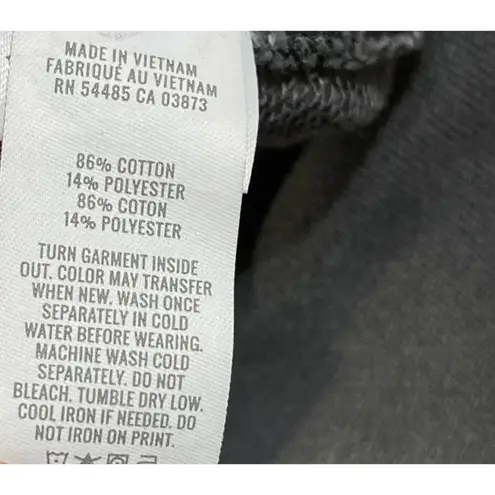 MADE IN VIETNAM
FABRIQUÉ AU VIETNAM
RN 54485 CA 03873
86% COTTON
14% POLYESTER
86% COTON
14% POLYESTER
TURN GARMENT INSIDE
OUT. COLOR MAY TRANSFER
WHEN NEW. WASH ONCE
SEPARATELY IN COLD
WATER BEFORE WEARING.
MACHINE WASH COLD
SEPARATELY. DO NOT
BLEACH. TUMBLE DRY LOW.
COOL IRON IF NEEDED. DO
NOT IRON ON PRINT.